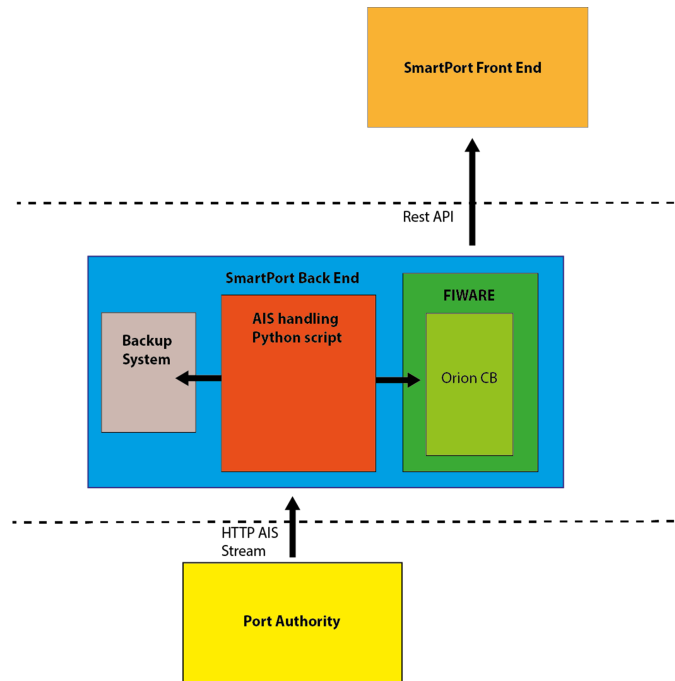 SmartPort Front End
Rest API
SmartPort Back End
FIWARE
AIS handling
Python script
Backup
System
Orion CB
HTTP AIS
Stream
Port Authority